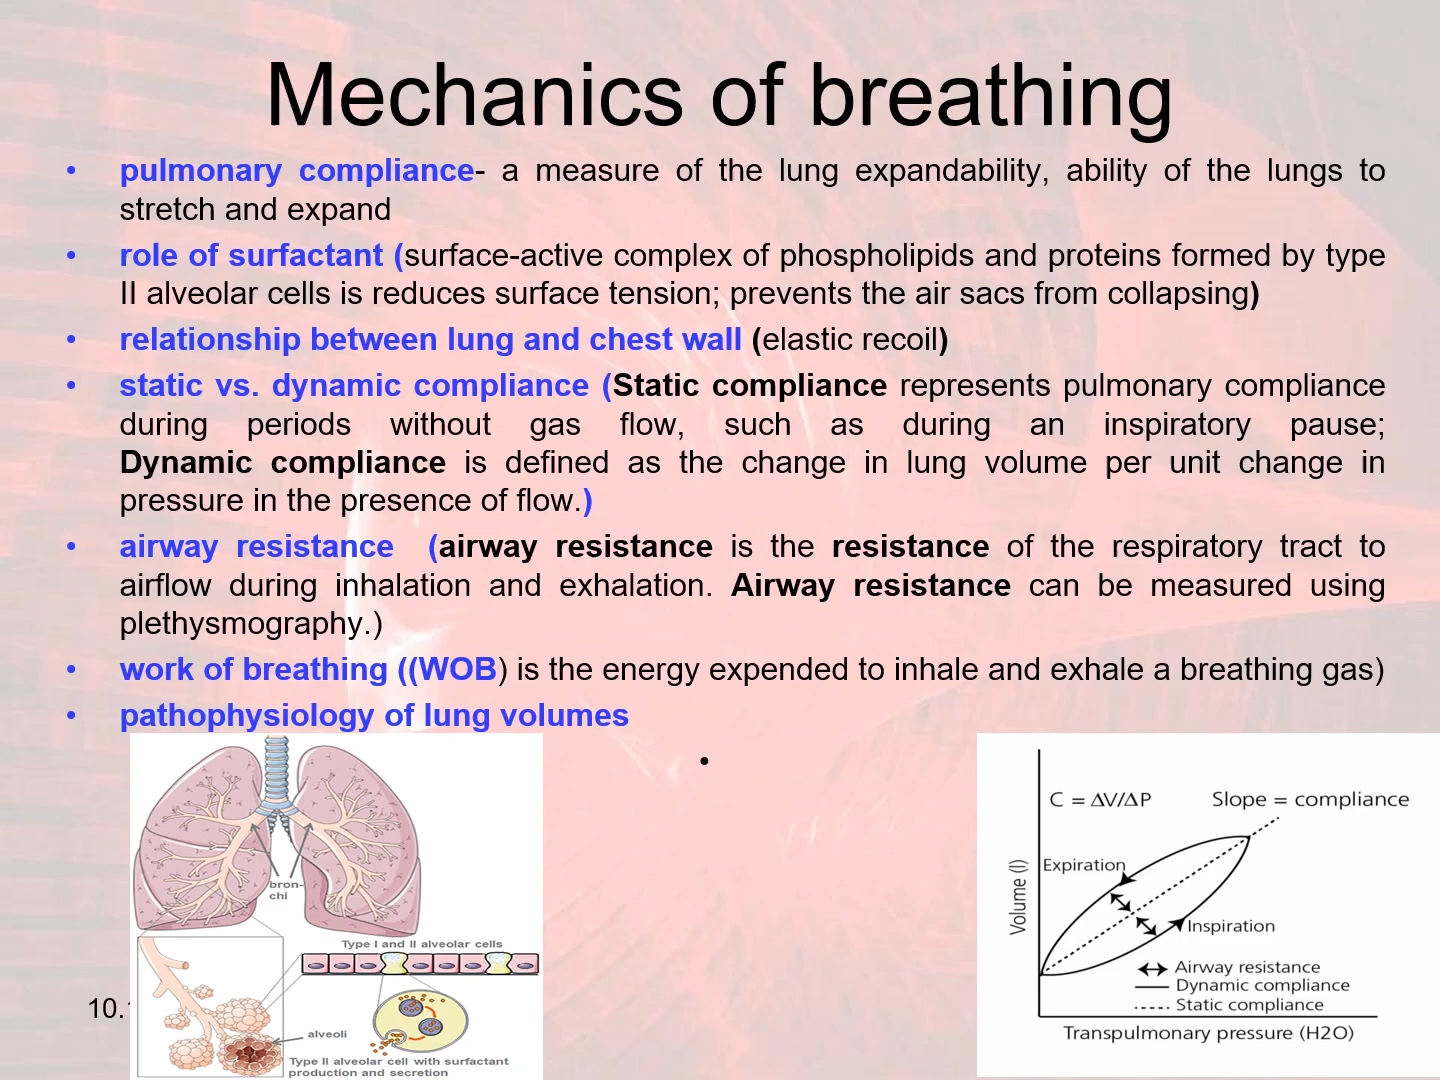 Mechanics of breathing
• pulmonary compliance- a measure of the lung expandability, ability of the lungs to
stretch and expand
• role of surfactant (surface-active complex of phospholipids and proteins formed by type
II alveolar cells is reduces surface tension; prevents the air sacs from collapsing)
• relationship between lung and chest wall (elastic recoil)
• static vs. dynamic compliance (Static compliance represents pulmonary compliance
during periods without gas flow, such as during an inspiratory pause;
Dynamic compliance is defined as the change in lung volume per unit change in
pressure in the presence of flow.)
• airway resistance (airway resistance is the resistance of the respiratory tract to
airflow during inhalation and exhalation. Airway resistance can be measured using
plethysmography.)
• work of breathing ((WOB) is the energy expended to inhale and exhale a breathing gas)
• pathophysiology of lung volumes
•
bron-
chi
Type I and II alveolar cells
alveoli
Type II alveolar cell with surfactant
production and secretion
10.
C = ΔV/ΔP
Slope = compliance
Expiration
Volume (l)
Inspiration
Airway resistance
Dynamic compliance
Static compliance
Transpulmonary pressure (H2O)